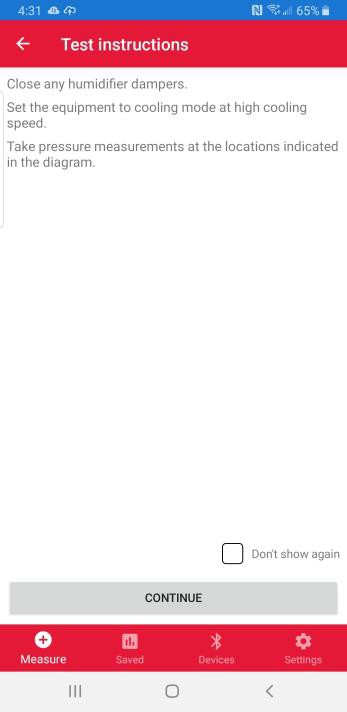 4:31
65%
Test instructions
Close any humidifier dampers.
Set the equipment to cooling mode at high cooling
speed.
Take pressure measurements at the locations indicated
in the diagram.
Don't show again
CONTINUE
Measure
Saved
Devices
Settings